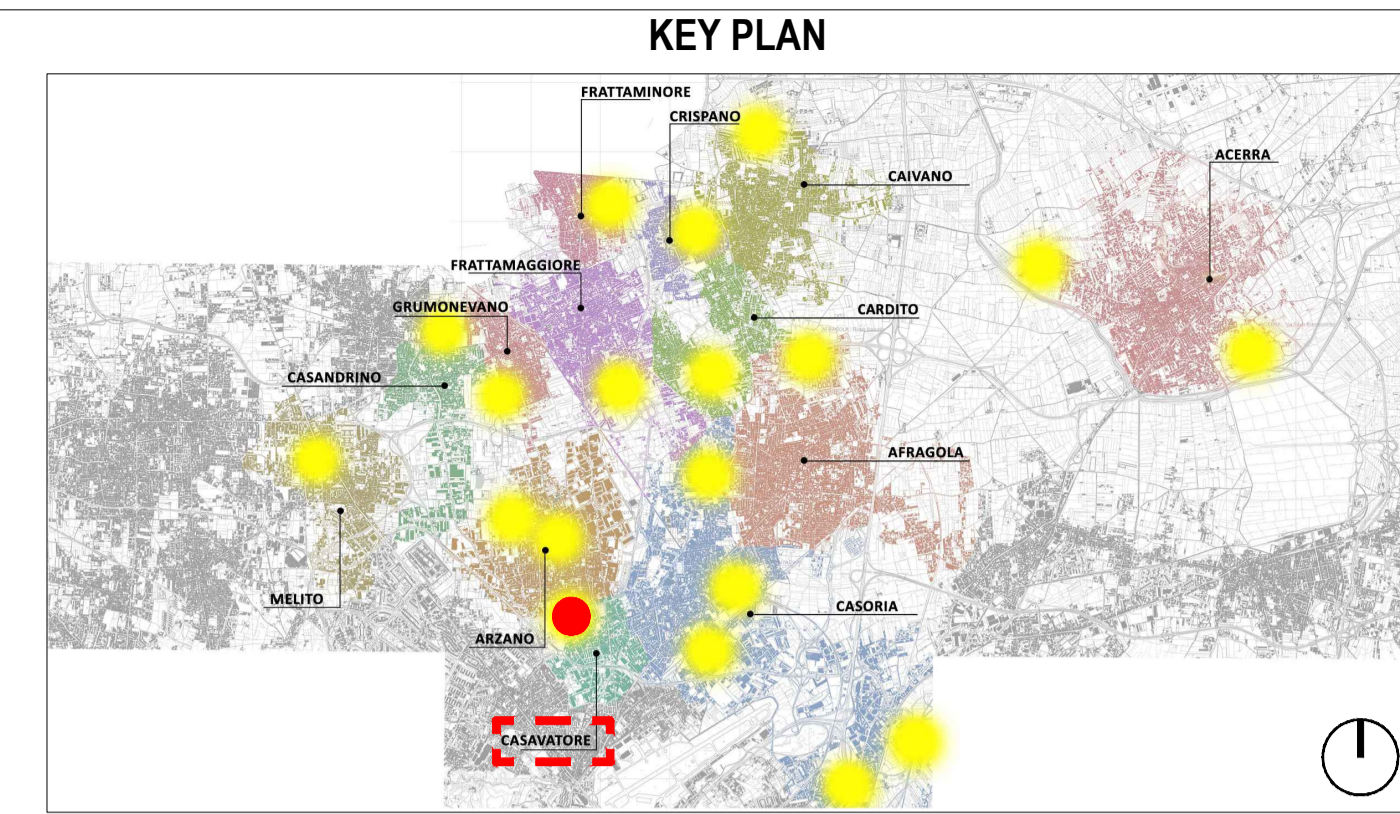 KEY PLAN
FRATTAMINORE
CRISPANO
CAIVANO
ACERRA
FRATTAMAGGIORE
GRUMONEVANO
CARDITO
CASANDRINO
AFRAGOLA
MELITO
CASORIA
ARZANO
CASAVATORE